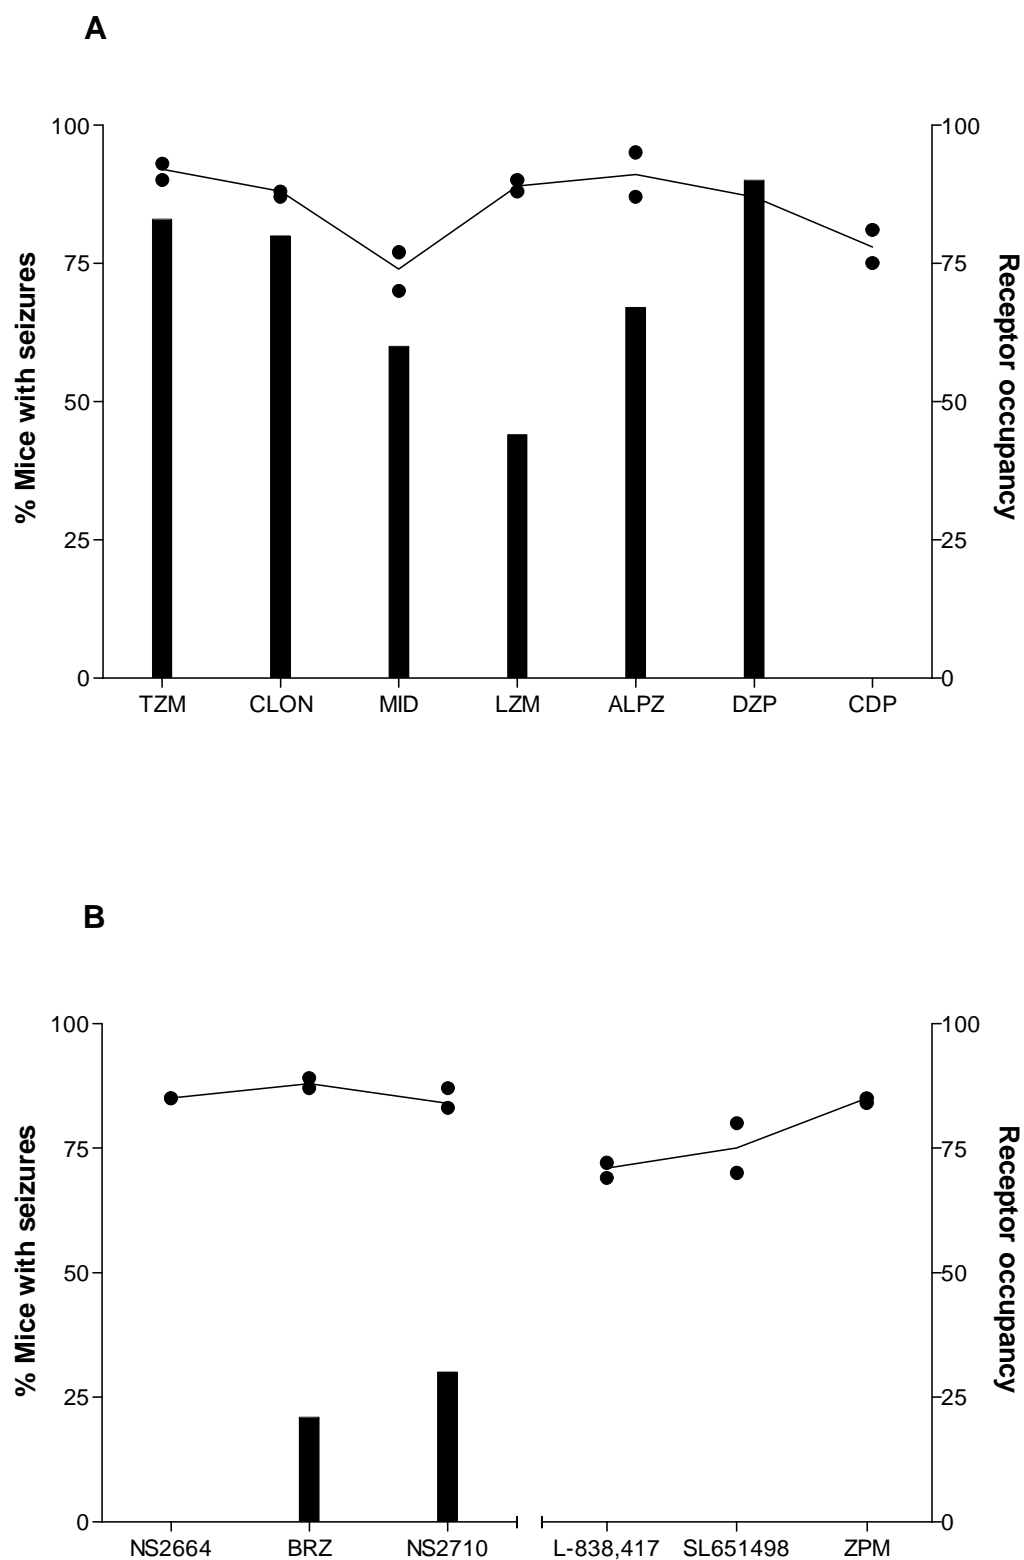 A
100
75
50
25
0
% Mice with seizures
100
75
50
25
0
Receptor occupancy
TZM CLON MID LZM ALPZ DZP CDP
B
100
75
50
25
0
% Mice with seizures
100
75
50
25
0
Receptor occupancy
NS2664 BRZ NS2710 L-838,417 SL651498 ZPM